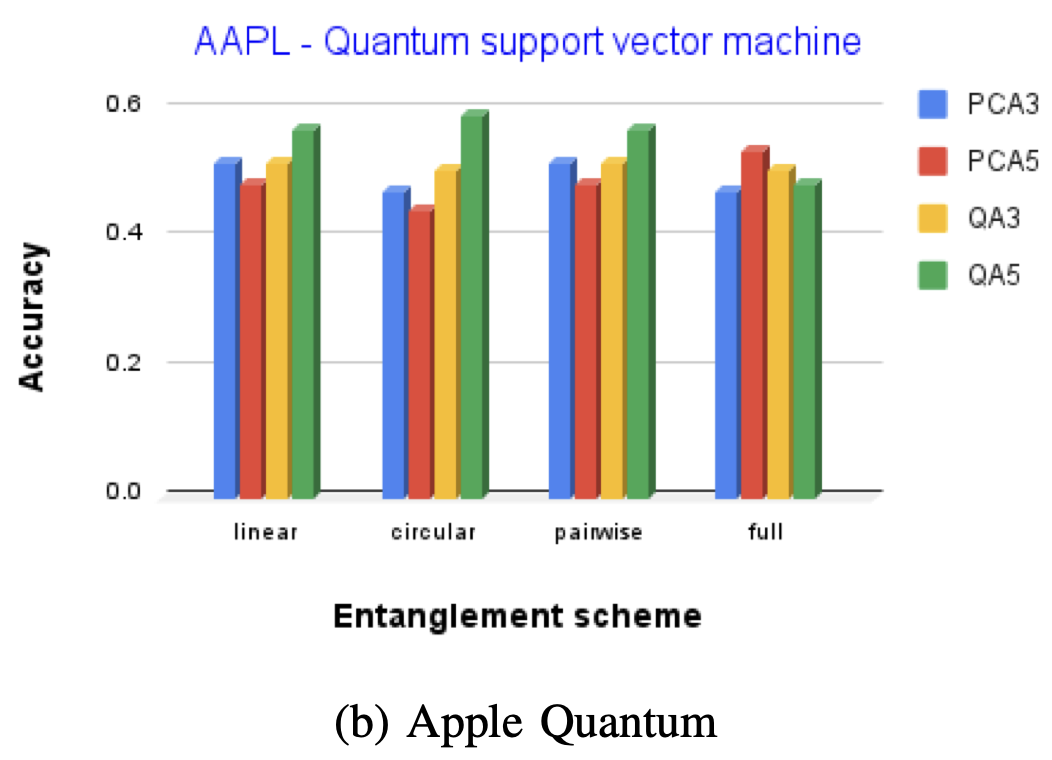 AAPL - Quantum support vector machine
0.6
0.4
0.2
0.0
Accuracy
linear
circular
pairwise
full
Entanglement scheme
PCA3
PCA5
QA3
QA5
(b) Apple Quantum